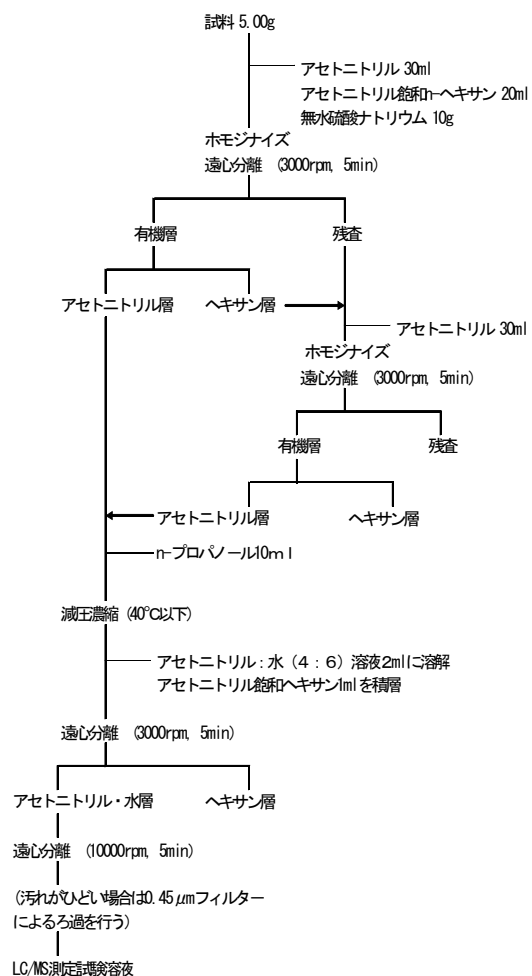 試料 5.00g
アセトニトリル 30ml
アセトニトリル飽和n-ヘキサン 20ml
無水硫酸ナトリウム 10g
ホモジナイズ
遠心分離 (3000rpm, 5min)
有機層
残査
アセトニトリル層
ヘキサン層
アセトニトリル 30ml
ホモジナイズ
遠心分離 (3000rpm, 5min)
有機層
残査
アセトニトリル層
ヘキサン層
n-プロパノール10ml
減圧濃縮 (40℃以下)
アセトニトリル:水(4:6)溶液2mlに溶解
アセトニトリル飽和ヘキサン1mlを積層
遠心分離 (3000rpm, 5min)
アセトニトリル・水層
ヘキサン層
遠心分離 (10000rpm, 5min)
(汚れがひどい場合は0.45μmフィルター
によるろ過を行う)
LC/MS測定試験溶液